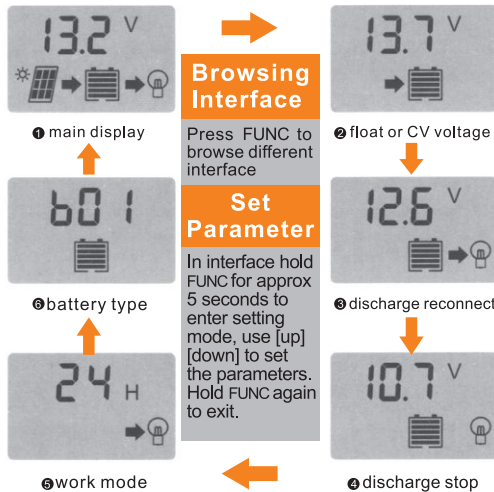 13.2 V
❶ main display
Browsing
Interface
Press FUNC to
browse different
interface
13.7 V
❷ float or CV voltage
12.6 V
❸ discharge reconnect
10.7 V
❹ discharge stop
24 H
❺ work mode
b01
❻ battery type
Set
Parameter
In interface hold
FUNC for approx
5 seconds to
enter setting
mode, use [up]
[down] to set
the parameters.
Hold FUNC again
to exit.